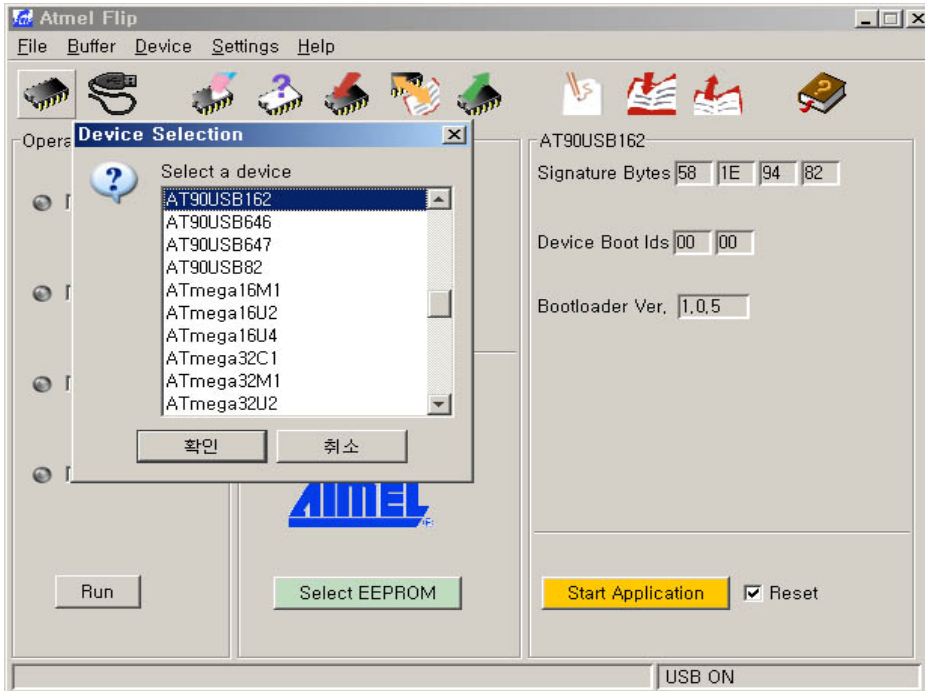 Atmel Flip
File Buffer Device Settings Help
Opera
Device Selection
Select a device
AT90USB162
AT90USB646
AT90USB647
AT90USB82
ATmega16M1
ATmega16U2
ATmega16U4
ATmega32C1
ATmega32M1
ATmega32U2
확인 취소
ATMEL
Run
Select EEPROM
AT90USB162
Signature Bytes 58 1E 94 82
Device Boot Ids 00 00
Bootloader Ver, 1,0,5
Start Application Reset
USB ON